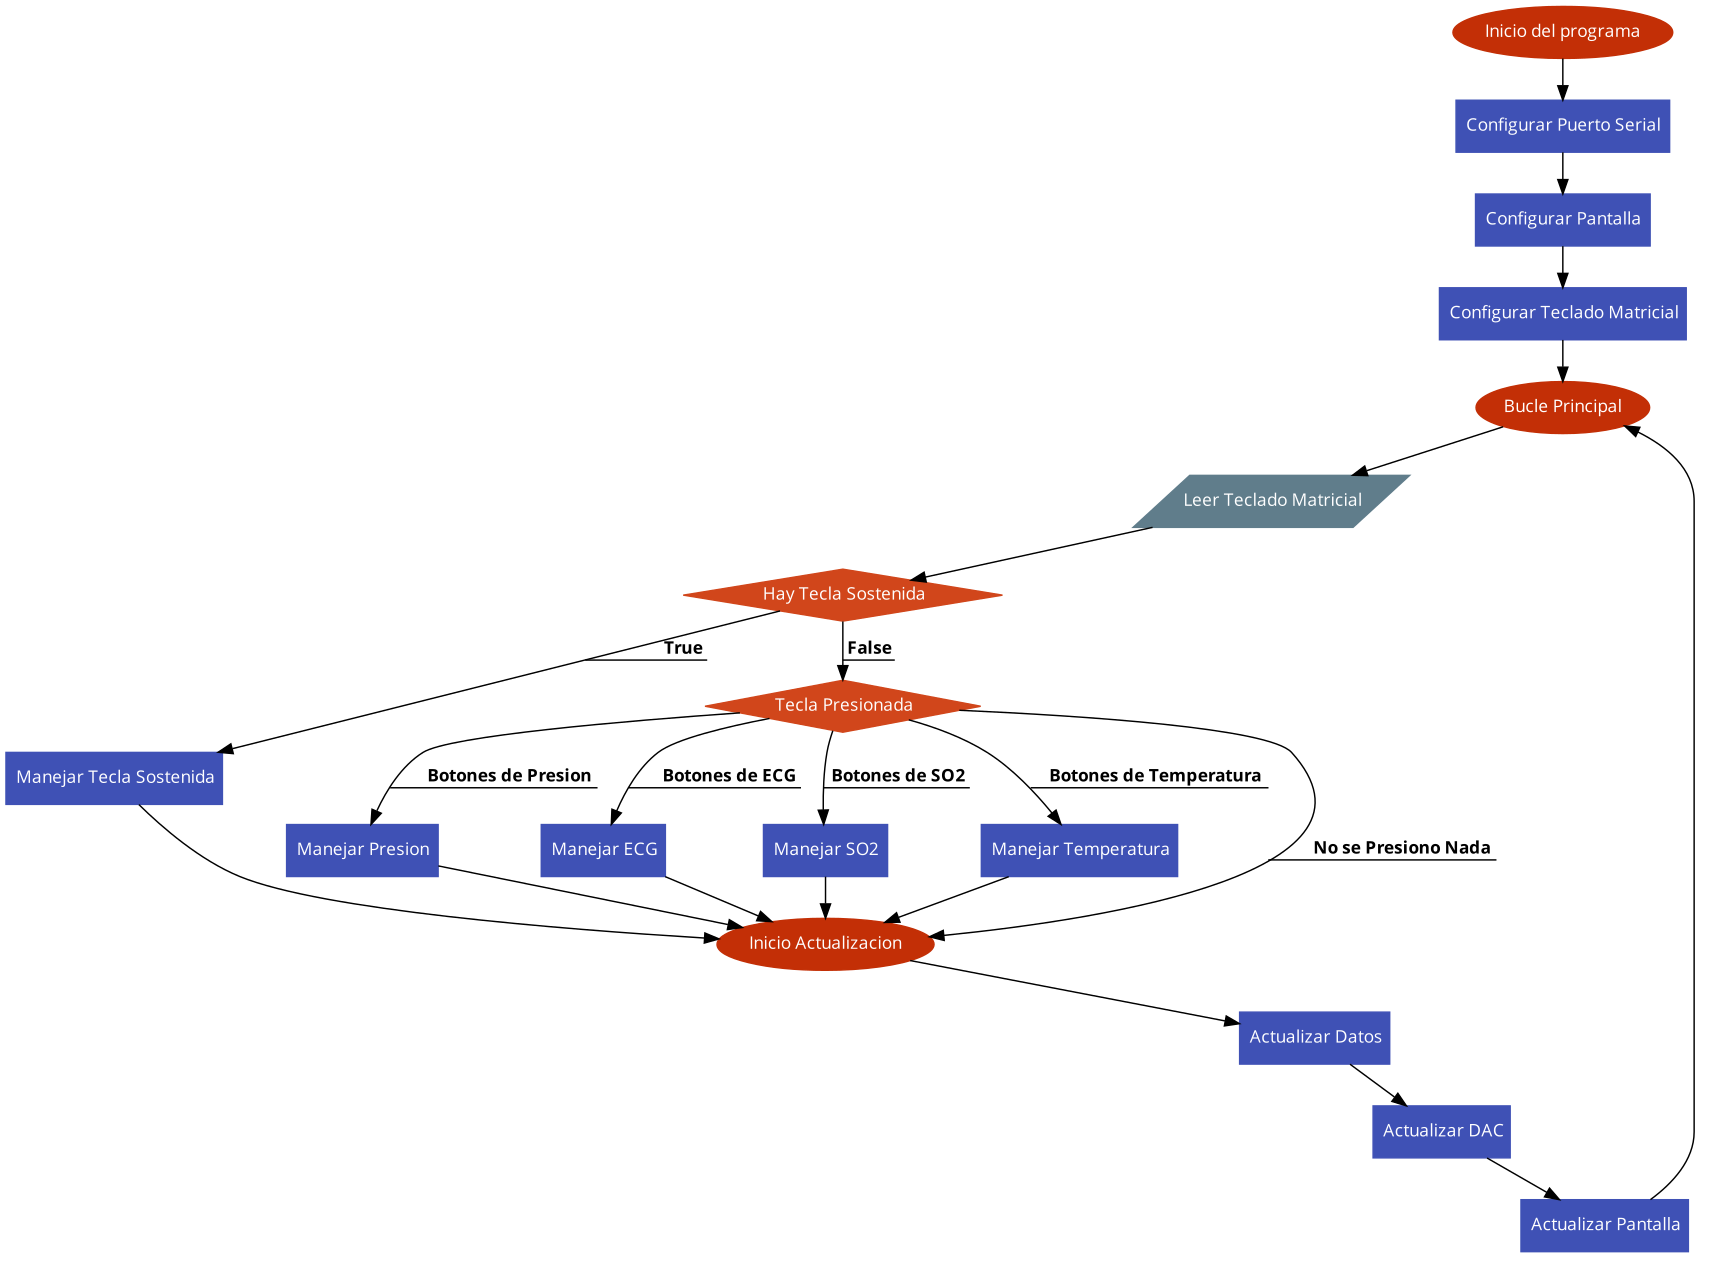 Inicio del programa
Configurar Puerto Serial
Configurar Pantalla
Configurar Teclado Matricial
Bucle Principal
Leer Teclado Matricial
Hay Tecla Sostenida
True
False
Tecla Presionada
Manejar Tecla Sostenida
Botones de Presion
Botones de ECG
Botones de SO2
Botones de Temperatura
Manejar Presion
Manejar ECG
Manejar SO2
Manejar Temperatura
No se Presiono Nada
Inicio Actualizacion
Actualizar Datos
Actualizar DAC
Actualizar Pantalla